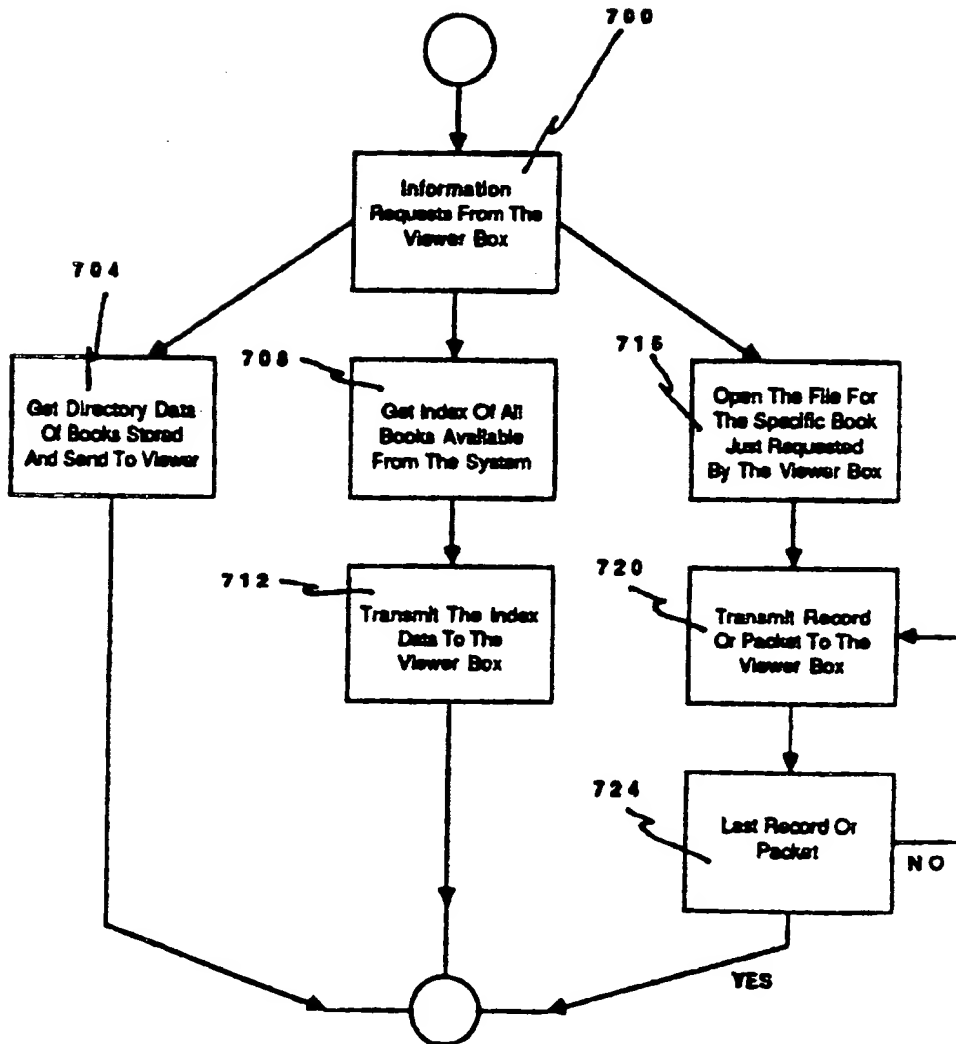 700
Information
Requests From The
Viewer Box
704
Get Directory Data
Of Books Stored
And Send To Viewer
708
Get Index Of All
Books Available
From The System
716
Open The File For
The Specific Book
Just Requested
By The Viewer Box
712
Transmit The Index
Data To The
Viewer Box
720
Transmit Record
Or Packet To The
Viewer Box
724
Last Record Or
Packet
NO
YES